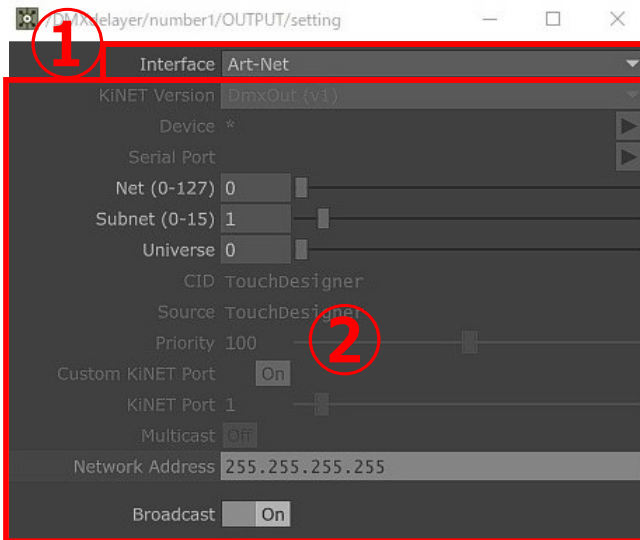 /DMXdelayer/number1/OUTPUT/setting
①
Interface Art-Net
KiNET Version DmxOut (v1)
Device *
Serial Port
Net (0-127) 0
Subnet (0-15) 1
Universe 0
CID TouchDesigner
Source TouchDesigner
②
Priority 100
Custom KiNET Port On
KiNET Port 1
Multicast Off
Network Address 255.255.255.255
Broadcast On